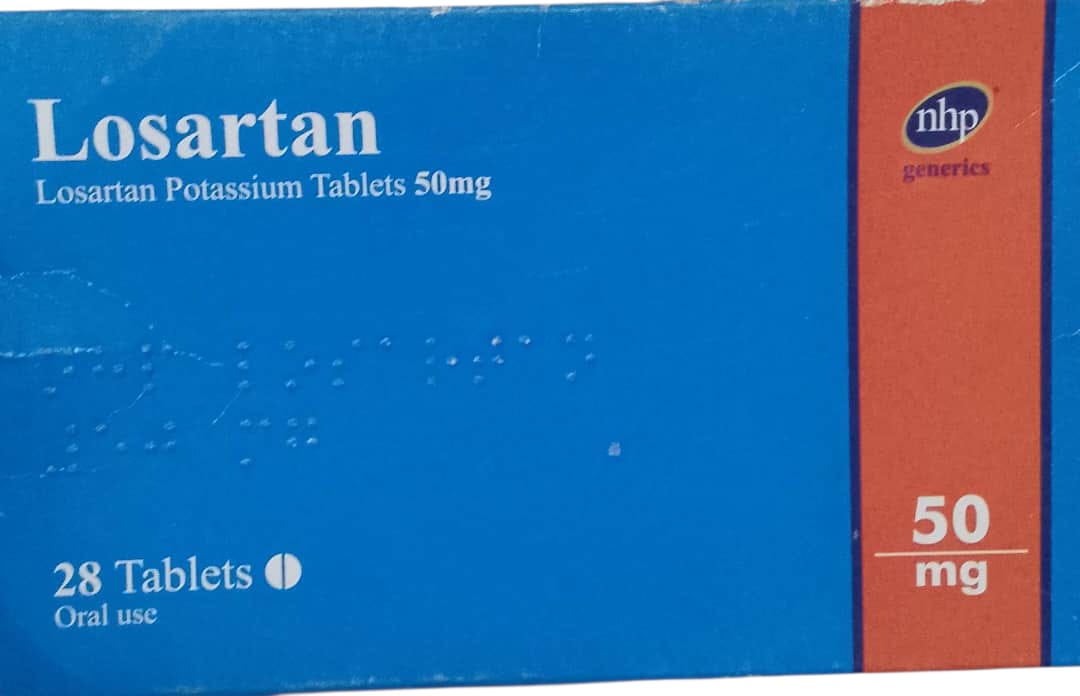 Losartan
Losartan Potassium Tablets 50mg
nhp
generics
28 Tablets
Oral use
50
mg